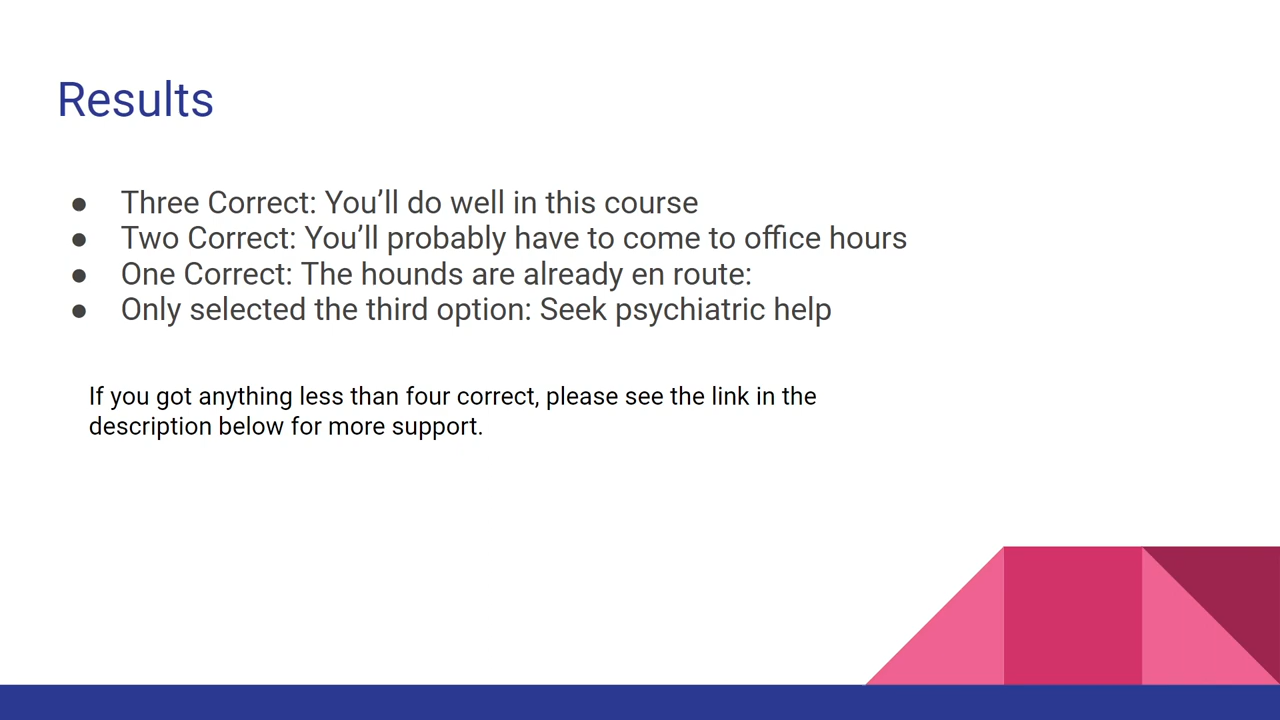 Results
● Three Correct: You’ll do well in this course
● Two Correct: You’ll probably have to come to office hours
● One Correct: The hounds are already en route:
● Only selected the third option: Seek psychiatric help
If you got anything less than four correct, please see the link in the
description below for more support.